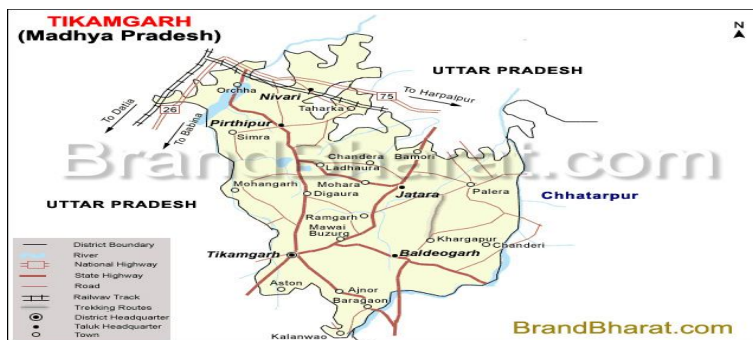 TIKAMGARH
(Madhya Pradesh)
N
UTTAR PRADESH
To Harpalpur
75
Orchha
Nivari
Taharka
26
To Datia
To Babina
Pirthipur
Simra
BrandBharat.com
Chandera
Bamori
Ladhaura
Mohangarh
Mohara
Digaura
Jatara
Palera
Chhatarpur
UTTAR PRADESH
Ramgarh
Mawai
Buzurg
Khargapur
Chanderi
Tikamgarh
Baldeogarh
Aston
Ajnor
Baragaon
Kalanwao
District Boundary
River
National Highway
State Highway
Road
Railway Track
Trekking Routes
District Headquarter
Taluk Headquarter
Town
BrandBharat.com